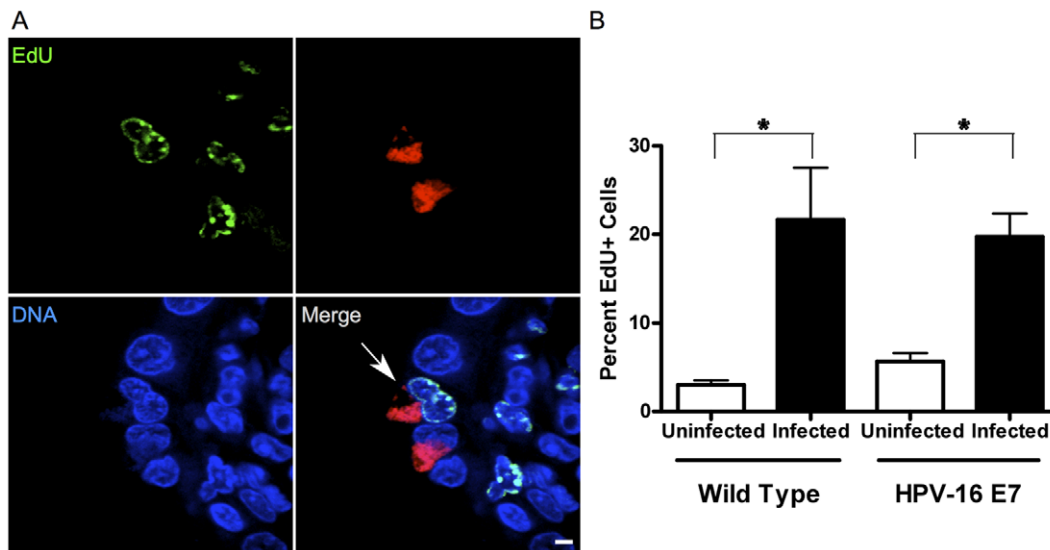 A
EdU
DNA
Merge
B
Percent EdU+ Cells
30
20
10
0
*
*
Uninfected Infected Uninfected Infected
Wild Type HPV-16 E7